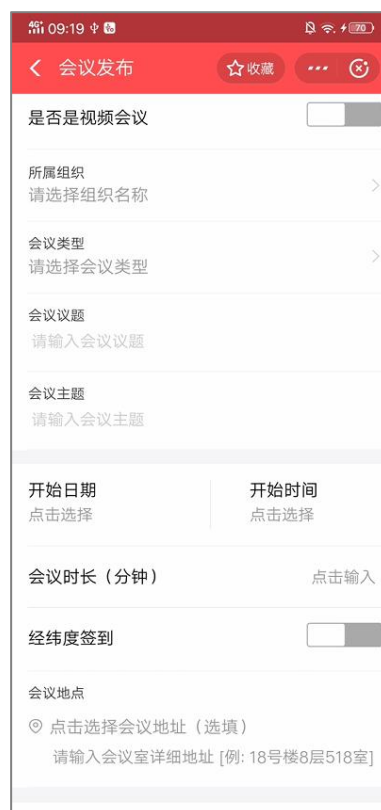 4G 09:19 70
会议发布 收藏
是否是视频会议
所属组织
请选择组织名称
会议类型
请选择会议类型
会议议题
请输入会议议题
会议主题
请输入会议主题
开始日期 开始时间
点击选择 点击选择
会议时长（分钟） 点击输入
经纬度签到
会议地点
点击选择会议地址（选填）
请输入会议室详细地址 [例: 18号楼8层518室]